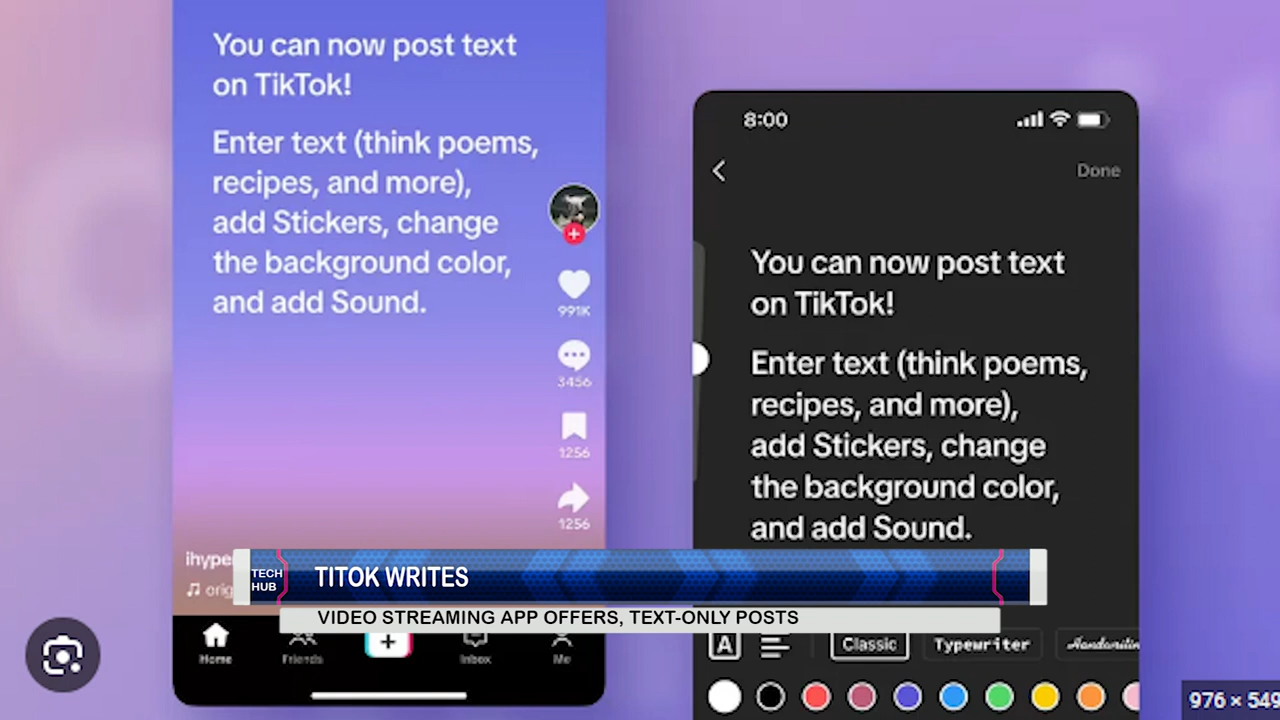 You can now post text
on TikTok!
Enter text (think poems,
recipes, and more),
add Stickers, change
the background color,
and add Sound.
991K
3456
1256
1256
ihype
orig
Home
Friends
Inbox
Me
8:00
Done
You can now post text
on TikTok!
Enter text (think poems,
recipes, and more),
add Stickers, change
the background color,
and add Sound.
A
Classic
Typewriter
Handwritin
TECH
HUB
TITOK WRITES
VIDEO STREAMING APP OFFERS, TEXT-ONLY POSTS
976 × 549